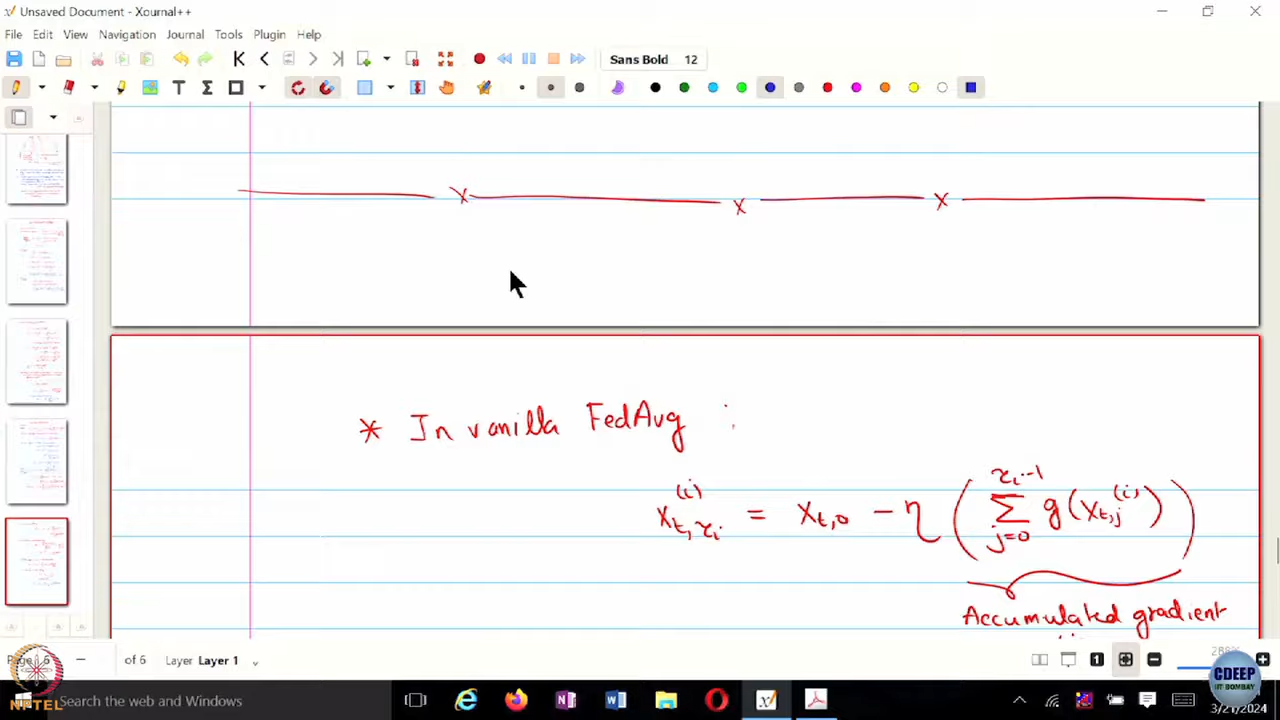 Unsaved Document - Xournal++
File Edit View Navigation Journal Tools Plugin Help
Sans Bold 12
x x x
* In vanilla FedAvg :
x_{t,τ_i}^{(i)} = x_{t,0} - η ( Σ_{j=0}^{τ_i-1} g(x_{t,j}^{(i)}) )
Accumulated gradient
of 6 Layer Layer 1
288%
NPTEL
Search the web and Windows
CDEEP
IIT BOMBAY
3/21/2024